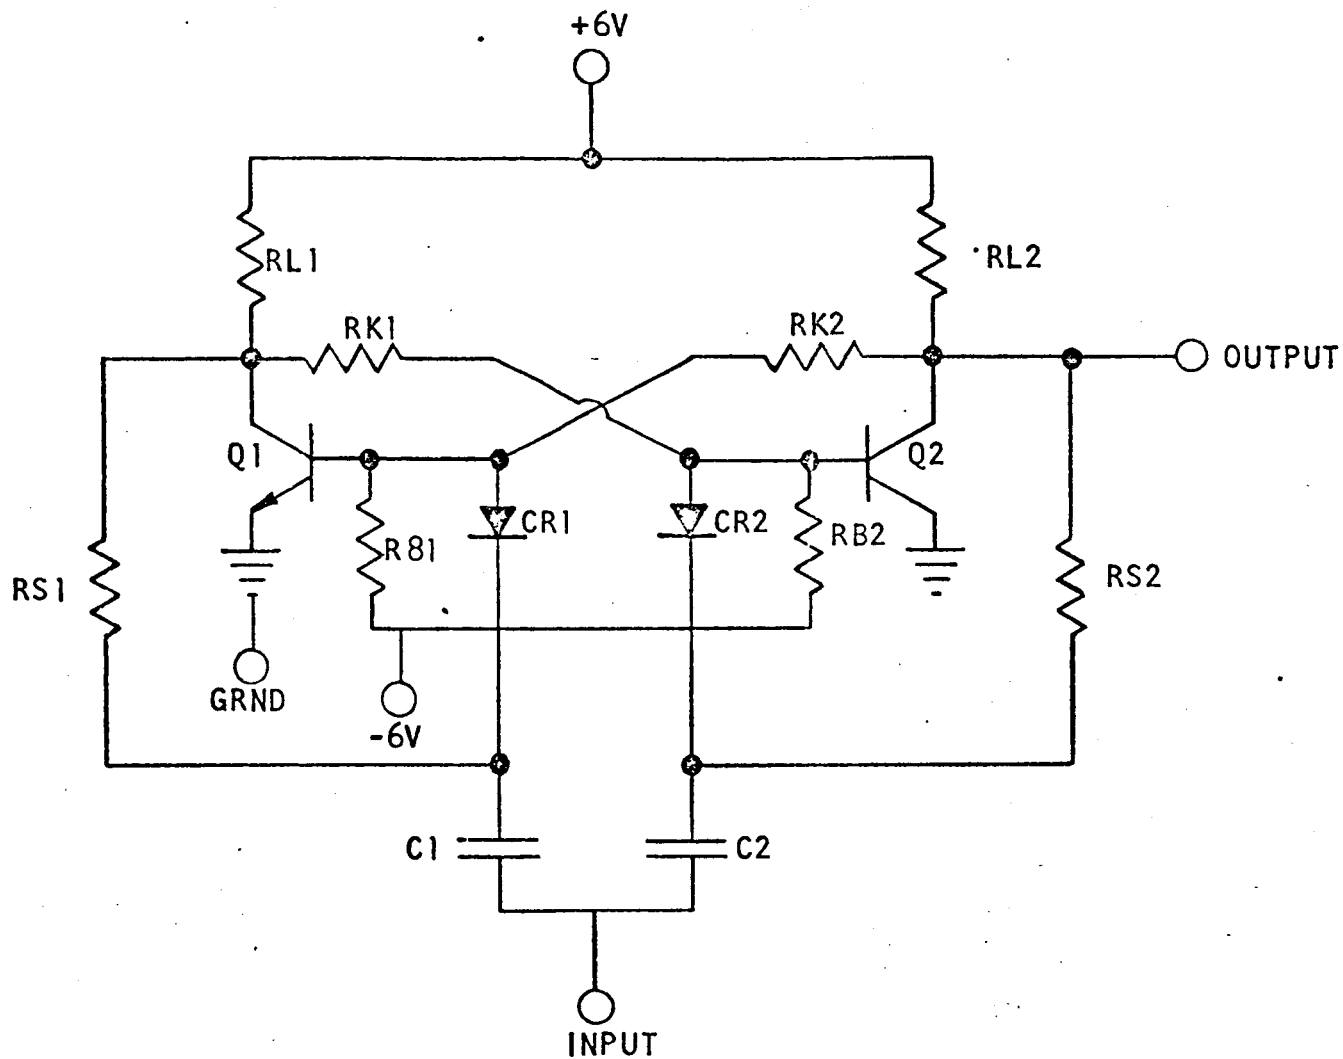 +6V
RL1
RL2
RK1
RK2
OUTPUT
Q1
Q2
CR1
CR2
R81
RB2
RS1
RS2
GRND
-6V
C1
C2
INPUT